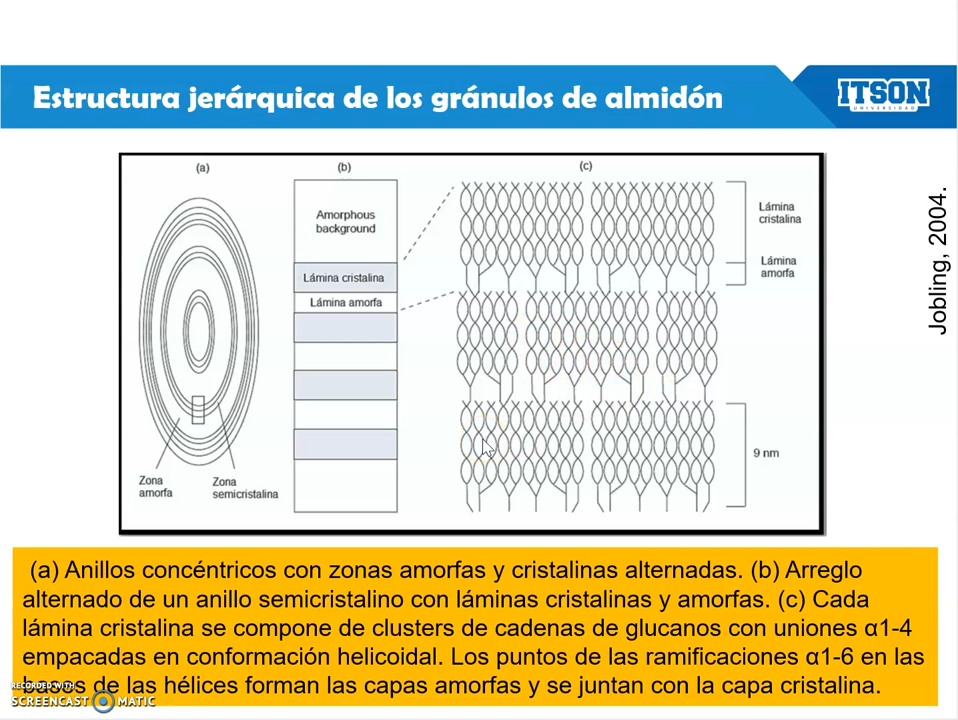 Estructura jerárquica de los gránulos de almidón
ITSON
UNIVERSIDAD
(a)
(b)
(c)
Amorphous
background
Lámina cristalina
Lámina amorfa
Lámina
cristalina
Lámina
amorfa
9 nm
Zona
amorfa
Zona
semicristalina
Jobling, 2004.
(a) Anillos concéntricos con zonas amorfas y cristalinas alternadas. (b) Arreglo
alternado de un anillo semicristalino con láminas cristalinas y amorfas. (c) Cada
lámina cristalina se compone de clusters de cadenas de glucanos con uniones α1-4
empacadas en conformación helicoidal. Los puntos de las ramificaciones α1-6 en las
de las hélices forman las capas amorfas y se juntan con la capa cristalina.
RECORDED WITH
SCREENCAST MATIC